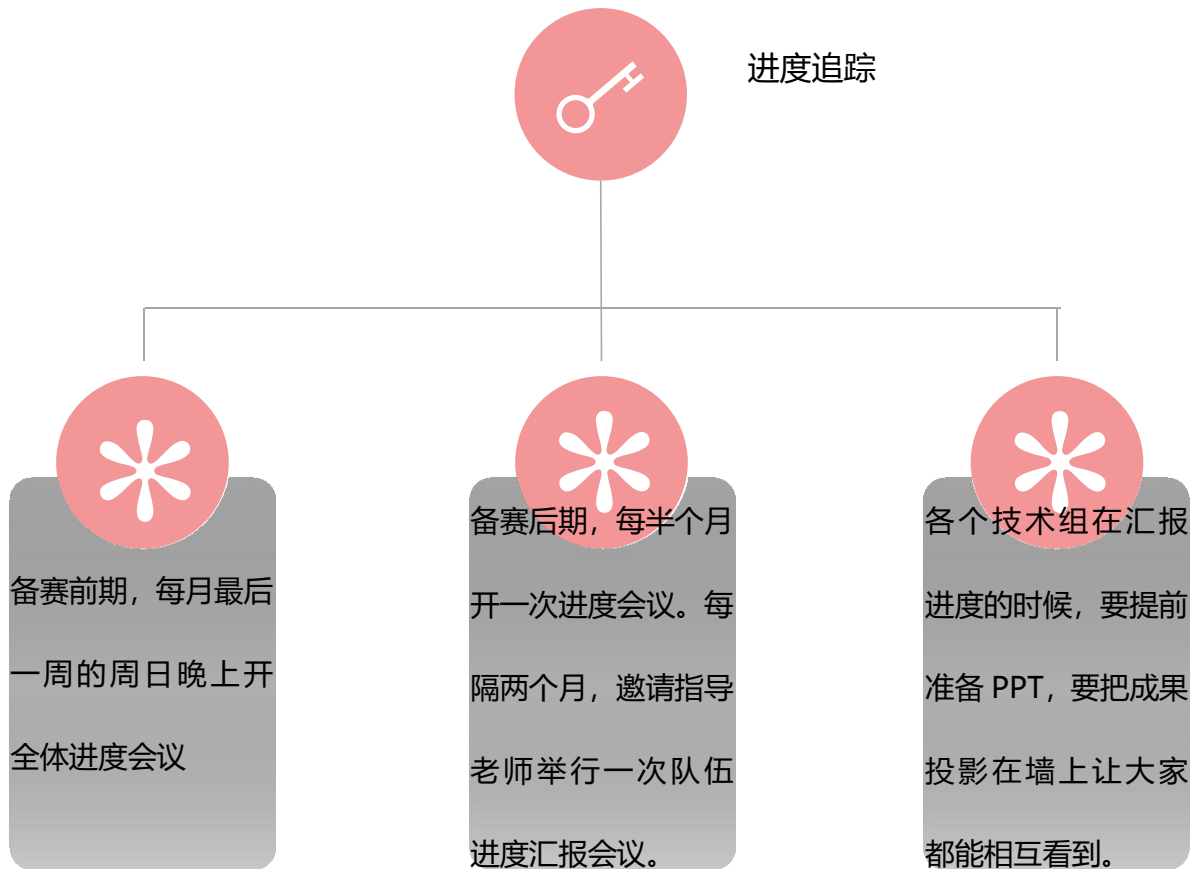 进度追踪
备赛前期，每月最后
一周的周日晚上开
全体进度会议
备赛后期，每半个月
开一次进度会议。每
隔两个月，邀请指导
老师举行一次队伍
进度汇报会议。
各个技术组在汇报
进度的时候，要提前
准备 PPT，要把成果
投影在墙上让大家
都能相互看到。